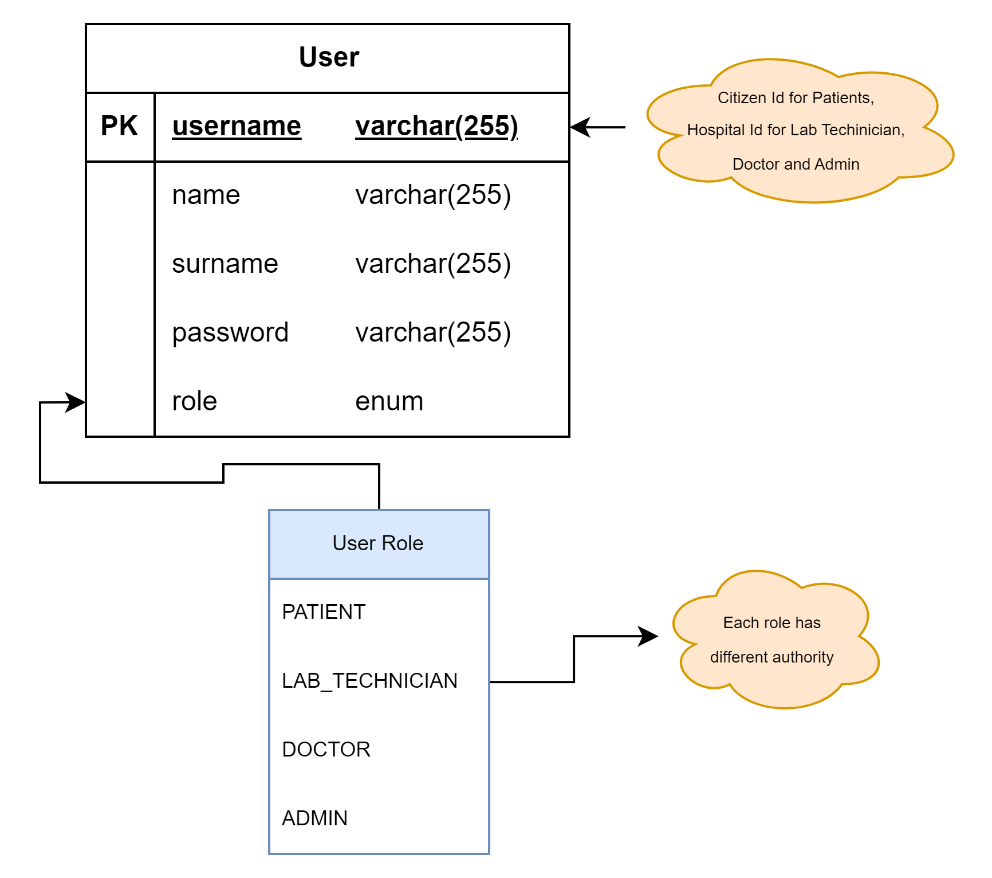 User
PK username varchar(255)
Citizen Id for Patients,
Hospital Id for Lab Techinician,
Doctor and Admin
name varchar(255)
surname varchar(255)
password varchar(255)
role enum
User Role
PATIENT
LAB_TECHNICIAN
DOCTOR
ADMIN
Each role has
different authority